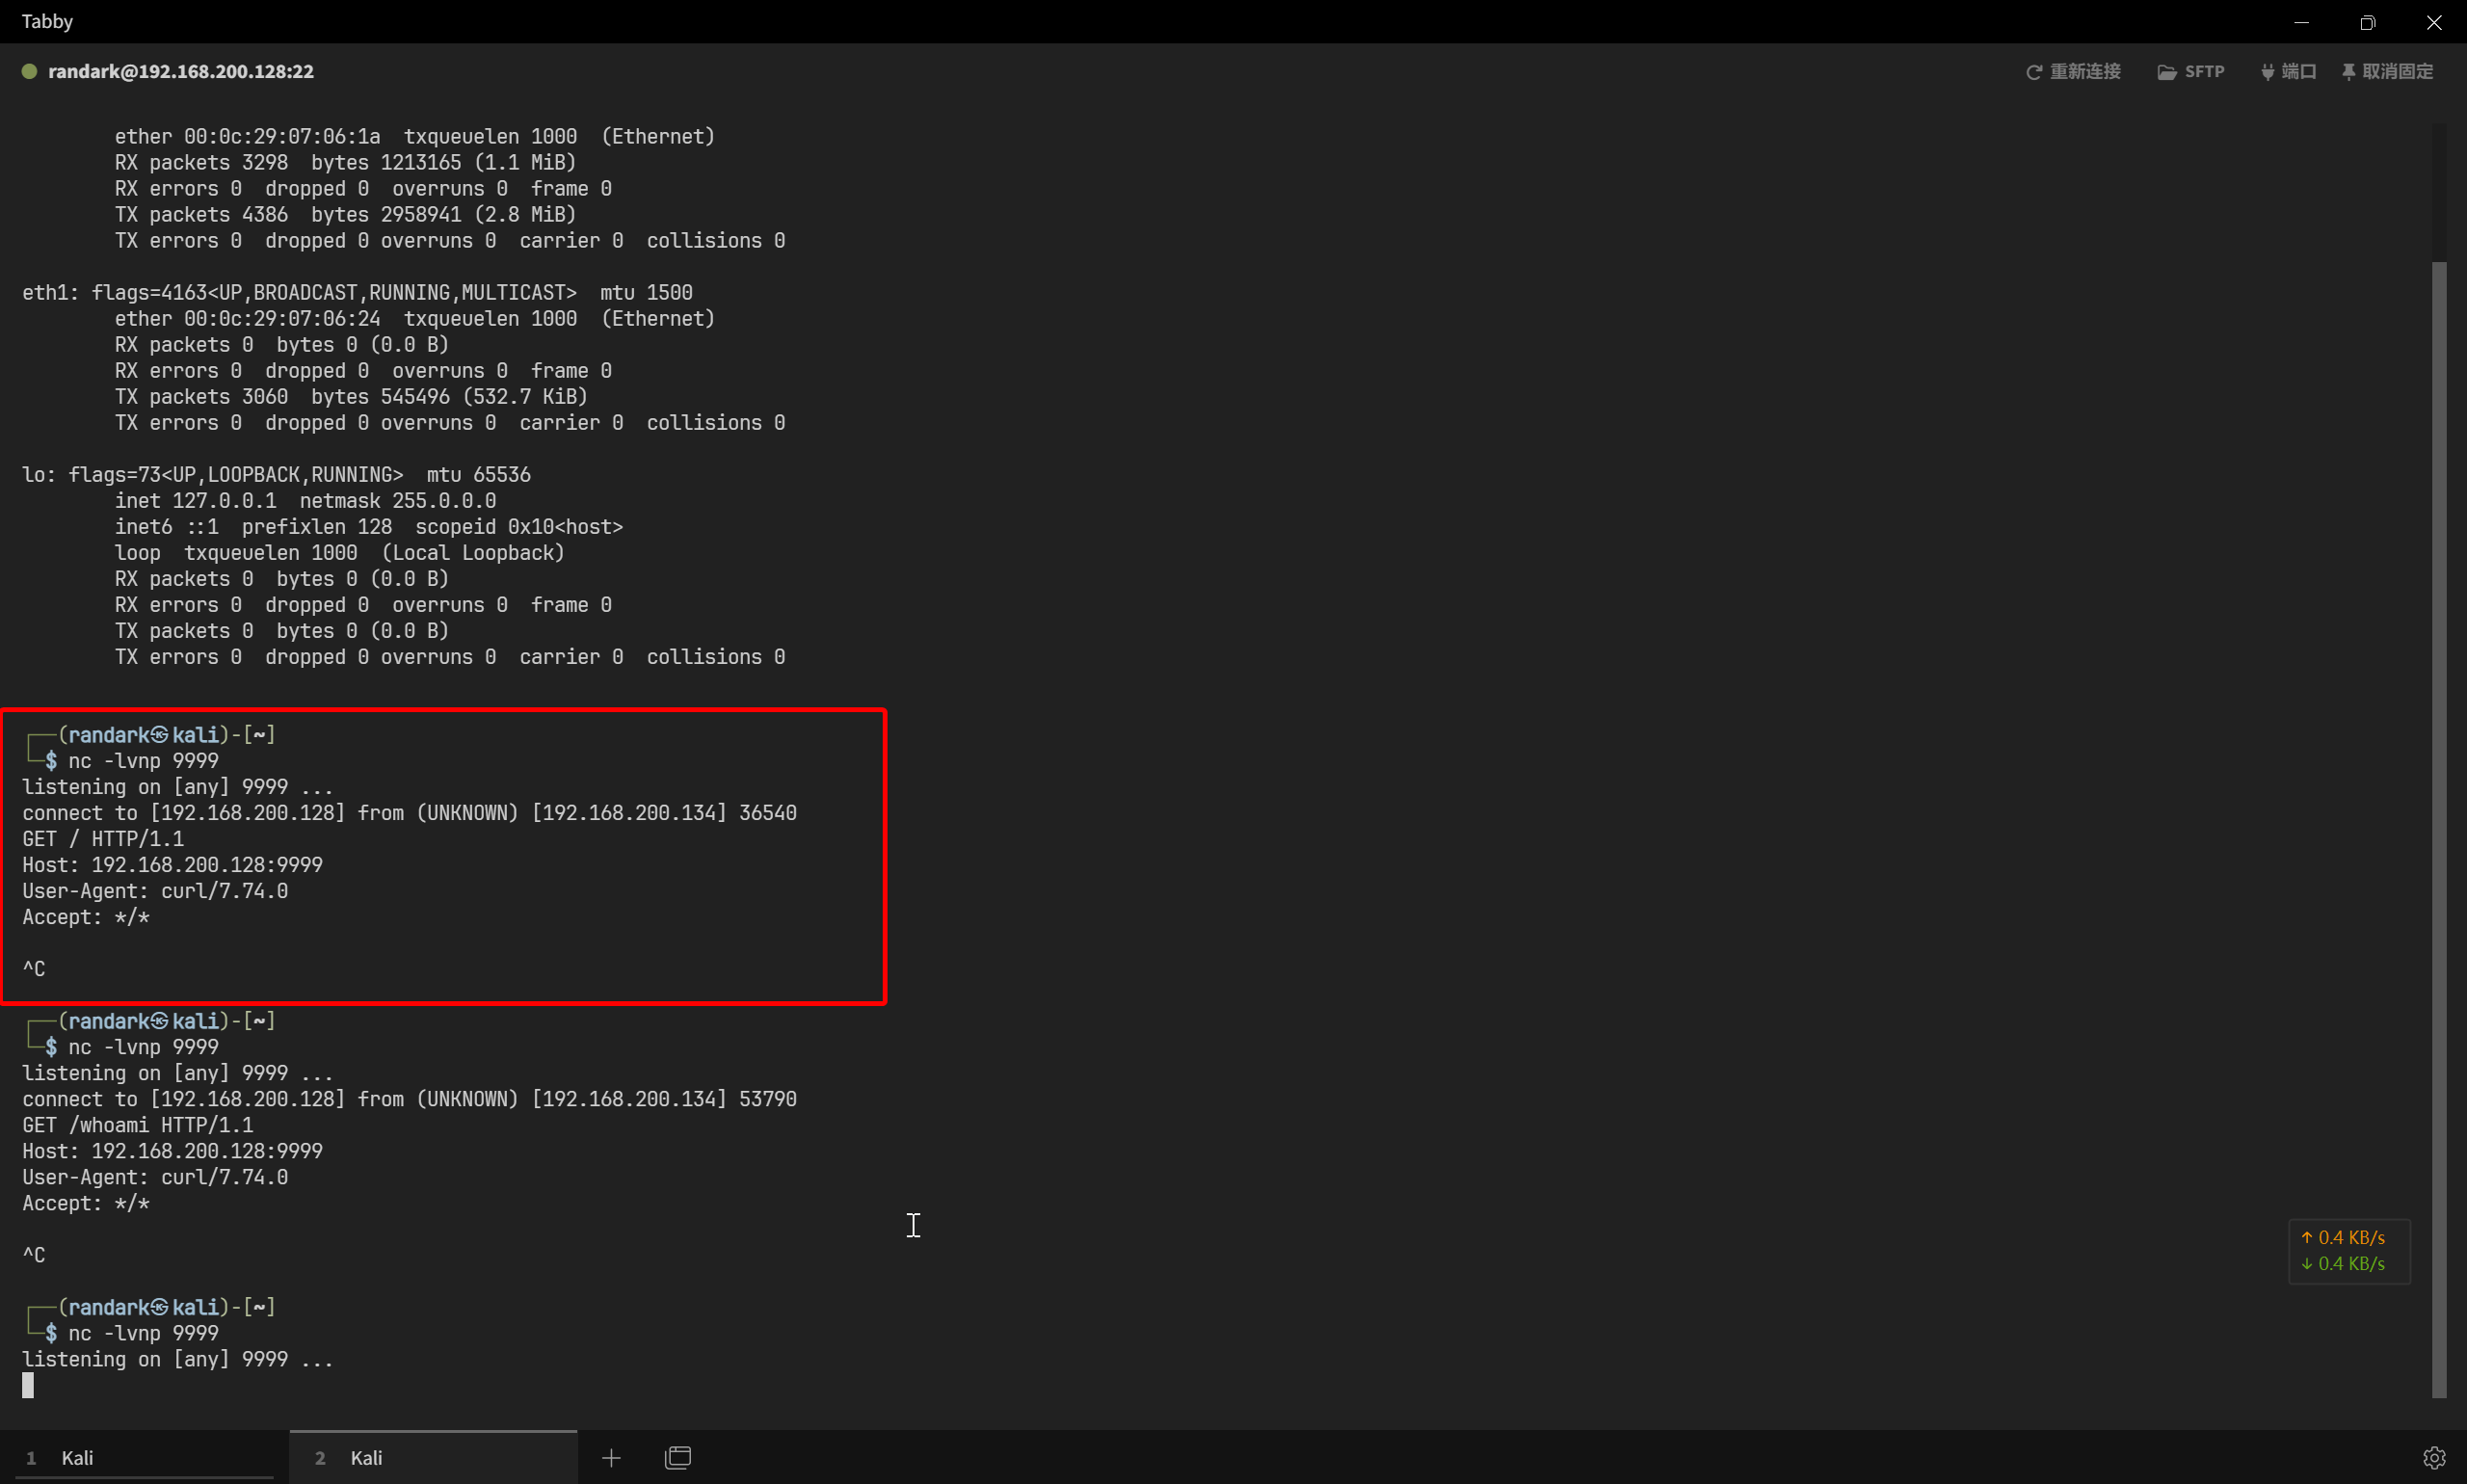 Tabby
randark@192.168.200.128:22
重新连接 SFTP 端口 取消固定
ether 00:0c:29:07:06:1a  txqueuelen 1000  (Ethernet)
RX packets 3298  bytes 1213165 (1.1 MiB)
RX errors 0  dropped 0  overruns 0  frame 0
TX packets 4386  bytes 2958941 (2.8 MiB)
TX errors 0  dropped 0 overruns 0  carrier 0  collisions 0
eth1: flags=4163<UP,BROADCAST,RUNNING,MULTICAST>  mtu 1500
ether 00:0c:29:07:06:24  txqueuelen 1000  (Ethernet)
RX packets 0  bytes 0 (0.0 B)
RX errors 0  dropped 0  overruns 0  frame 0
TX packets 3060  bytes 545496 (532.7 KiB)
TX errors 0  dropped 0 overruns 0  carrier 0  collisions 0
lo: flags=73<UP,LOOPBACK,RUNNING>  mtu 65536
inet 127.0.0.1  netmask 255.0.0.0
inet6 ::1  prefixlen 128  scopeid 0x10<host>
loop  txqueuelen 1000  (Local Loopback)
RX packets 0  bytes 0 (0.0 B)
RX errors 0  dropped 0  overruns 0  frame 0
TX packets 0  bytes 0 (0.0 B)
TX errors 0  dropped 0 overruns 0  carrier 0  collisions 0
┌──(randark㉿kali)-[~]
└─$ nc -lvnp 9999
listening on [any] 9999 ...
connect to [192.168.200.128] from (UNKNOWN) [192.168.200.134] 36540
GET / HTTP/1.1
Host: 192.168.200.128:9999
User-Agent: curl/7.74.0
Accept: */*
^C
┌──(randark㉿kali)-[~]
└─$ nc -lvnp 9999
listening on [any] 9999 ...
connect to [192.168.200.128] from (UNKNOWN) [192.168.200.134] 53790
GET /whoami HTTP/1.1
Host: 192.168.200.128:9999
User-Agent: curl/7.74.0
Accept: */*
↑ 0.4 KB/s
↓ 0.4 KB/s
^C
┌──(randark㉿kali)-[~]
└─$ nc -lvnp 9999
listening on [any] 9999 ...
1 Kali 2 Kali